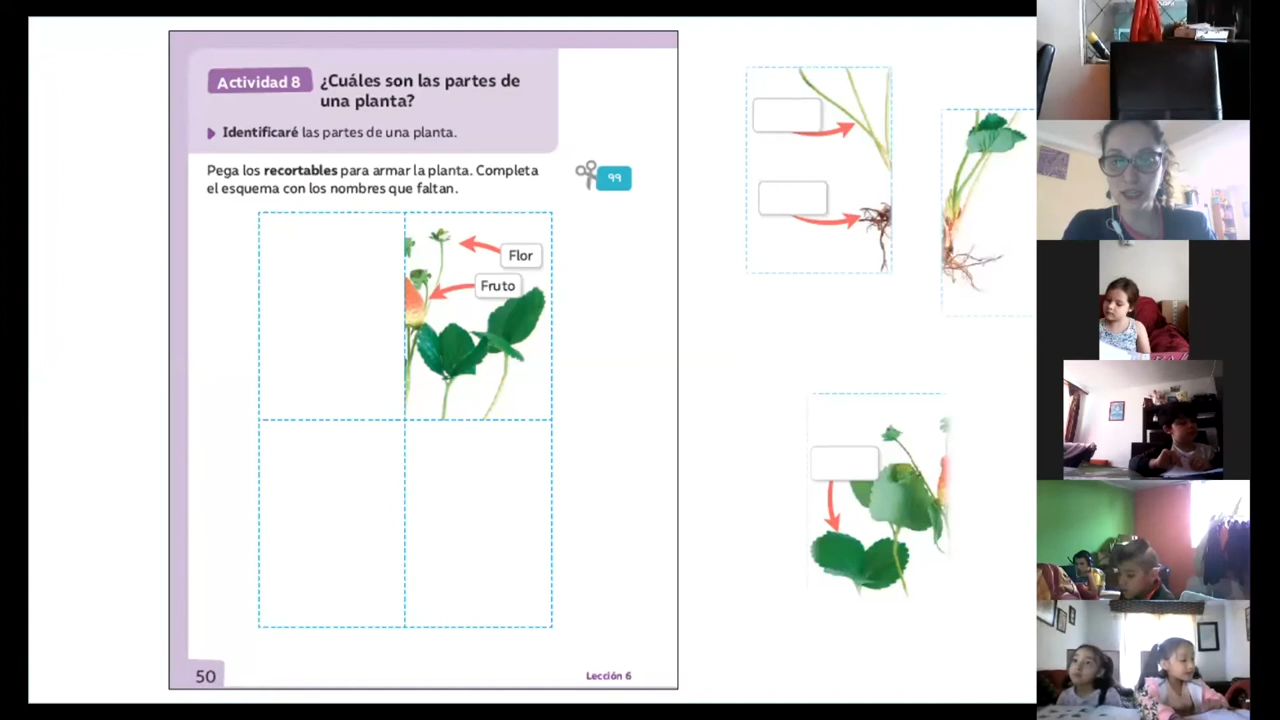 Actividad 8
¿Cuáles son las partes de
una planta?
Identificaré las partes de una planta.
Pega los recortables para armar la planta. Completa
el esquema con los nombres que faltan.
99
Flor
Fruto
50
Lección 6